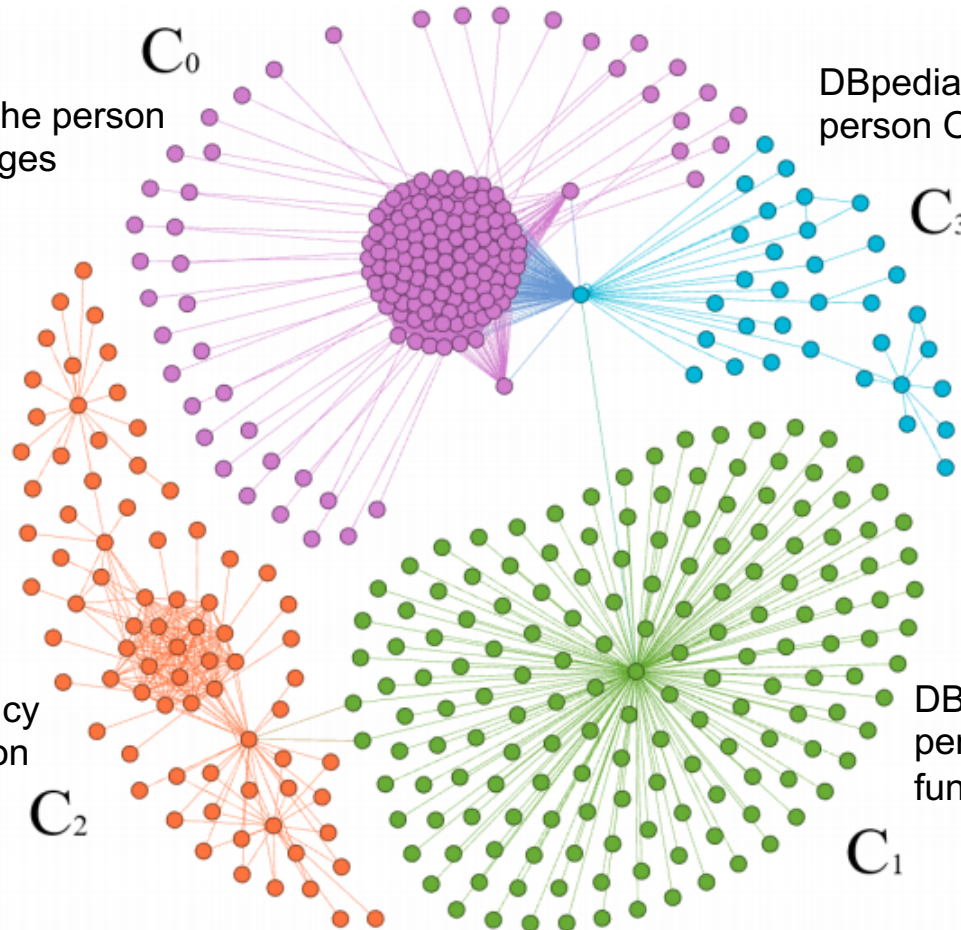 C₀
he person
ges
DBpedia
person C
C₃
cy
on
C₂
DB
per
fun
C₁